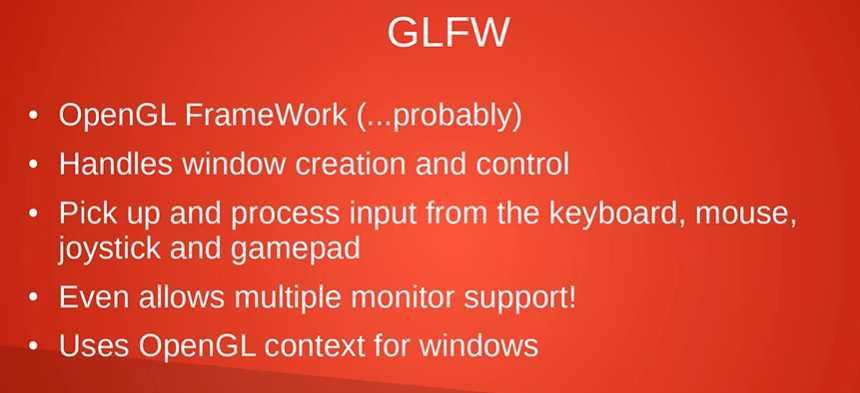 GLFW
• OpenGL FrameWork (...probably)
• Handles window creation and control
• Pick up and process input from the keyboard, mouse,
joystick and gamepad
• Even allows multiple monitor support!
• Uses OpenGL context for windows